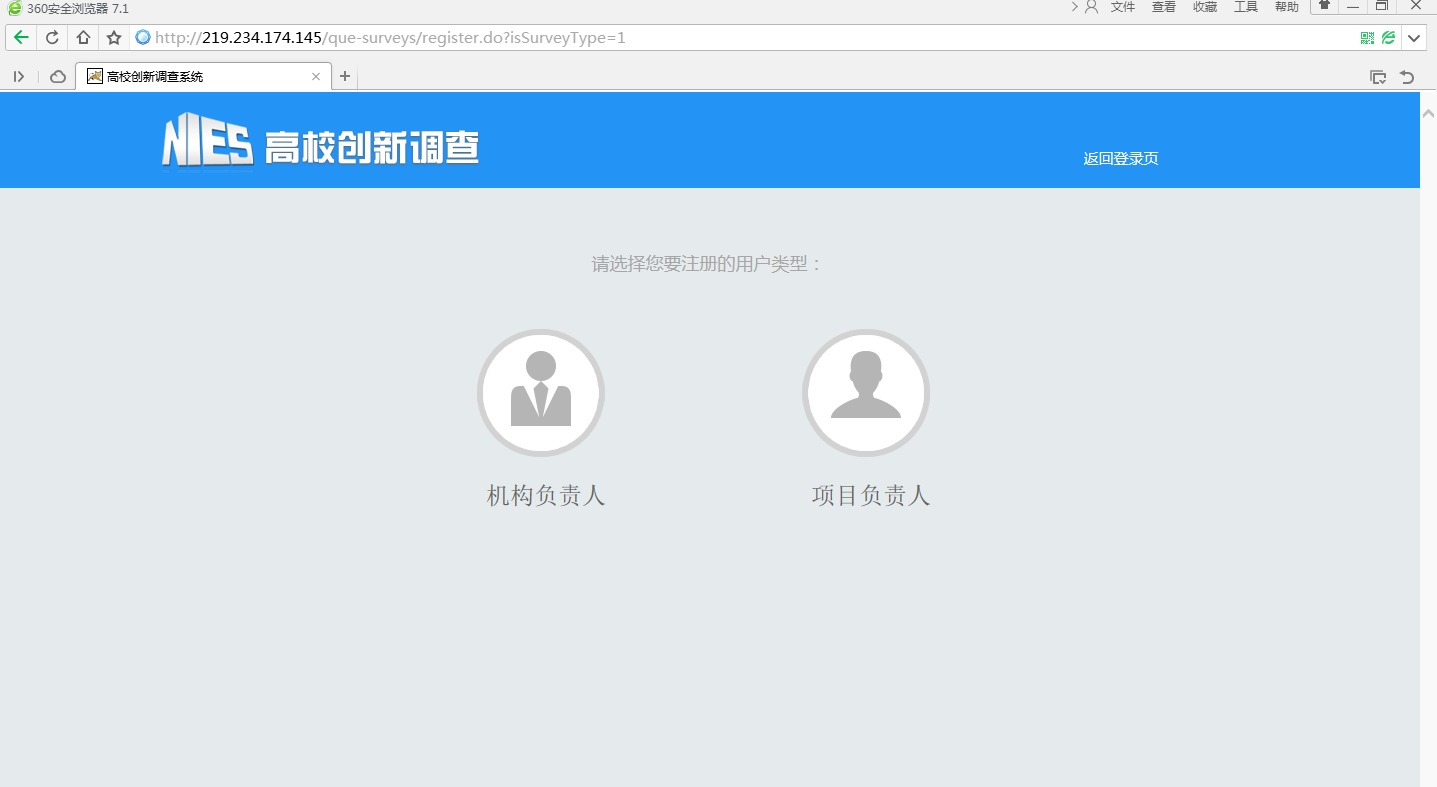 360安全浏览器 7.1
文件 查看 收藏 工具 帮助
http://219.234.174.145/que-surveys/register.do?isSurveyType=1
高校创新调查系统
NIES 高校创新调查
返回登录页
请选择您要注册的用户类型：
机构负责人 项目负责人